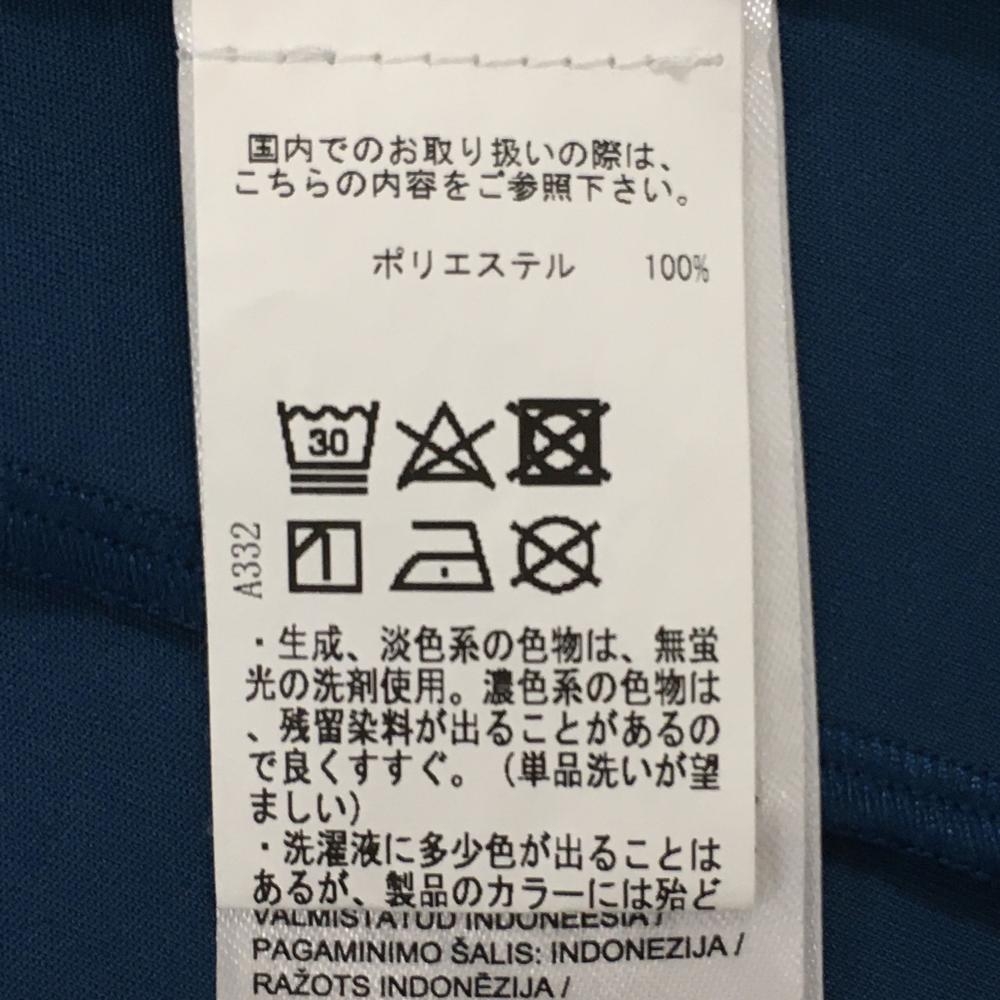 国内でのお取り扱いの際は、
こちらの内容をご参照下さい。
ポリエステル 100%
30
A332
・生成、淡色系の色物は、無蛍
光の洗剤使用。濃色系の色物は
、残留染料が出ることがあるの
で良くすすぐ。（単品洗いが望
ましい）
・洗濯液に多少色が出ることは
あるが、製品のカラーには殆ど
VALMISTATUD INDONEESIA /
PAGAMINIMO ŠALIS: INDONEZIJA /
RAŽOTS INDONĒZIJA /